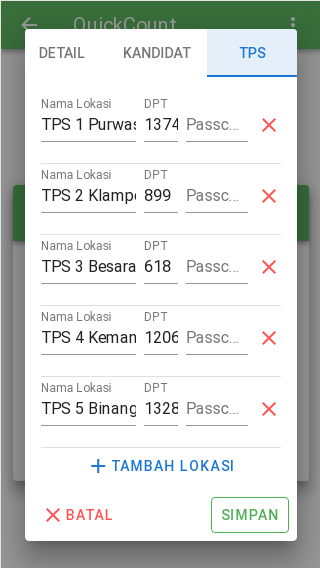 QuickCount
DETAIL KANDIDAT TPS
Nama Lokasi DPT
TPS 1 Purwas 1374 Passc...
Nama Lokasi DPT
TPS 2 Klampo 899 Passc...
Nama Lokasi DPT
TPS 3 Besara 618 Passc...
Nama Lokasi DPT
TPS 4 Keman 1206 Passc...
Nama Lokasi DPT
TPS 5 Binang 1328 Passc...
TAMBAH LOKASI
BATAL SIMPAN